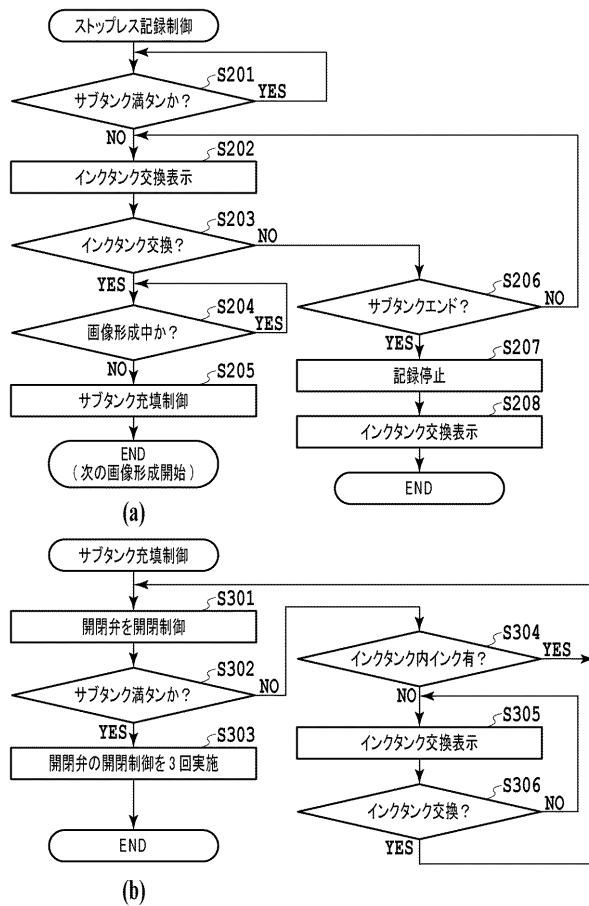 ストップレス記録制御
S201
サブタンク満タンか？
YES
NO
S202
インクタンク交換表示
S203
インクタンク交換？
NO
YES
S204
画像形成中か？
YES
NO
S205
サブタンク充填制御
END
(次の画像形成開始)
S206
サブタンクエンド？
NO
YES
S207
記録停止
S208
インクタンク交換表示
END
(a)
サブタンク充填制御
S301
開閉弁を開閉制御
S302
サブタンク満タンか？
NO
YES
S303
開閉弁の開閉制御を3回実施
END
S304
インクタンク内インク有？
YES
NO
S305
インクタンク交換表示
S306
インクタンク交換？
NO
YES
(b)